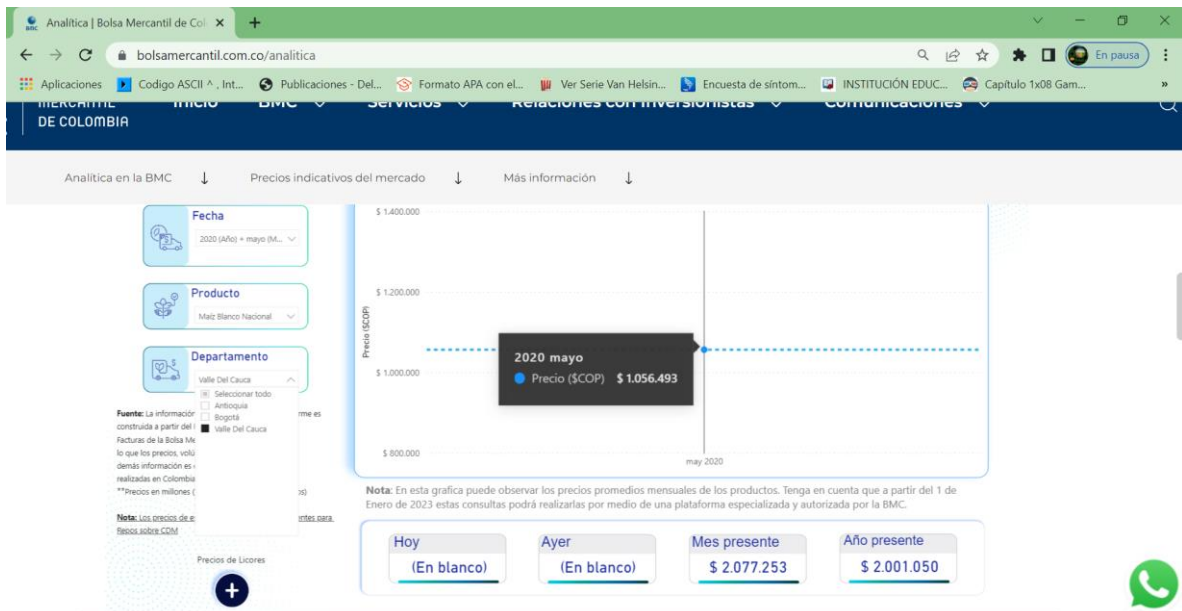 Analítica | Bolsa Mercantil de Col
bolsamercantil.com.co/analitica
En pausa
Aplicaciones
Codigo ASCII ^ , Int...
Publicaciones - Del...
Formato APA con el...
Ver Serie Van Helsin...
Encuesta de síntom...
INSTITUCIÓN EDUC...
Capítulo 1x08 Gam...
»
MERCANTIL
DE COLOMBIA
Inicio
BMC
Servicios
Relaciones con inversionistas
Comunicaciones
Analítica en la BMC
Precios indicativos del mercado
Más información
Fecha
2020 (Año) + mayo (M...
Producto
Maíz Blanco Nacional
Departamento
Valle Del Cauca
Seleccionar todo
Antioquia
Bogotá
Valle Del Cauca
Fuente: La información
rme es
construida a partir del
Facturas de la Bolsa Me
lo que los precios, volú
demás información es
realizadas en Colombia
**Precios en millones (
os)
Nota: Los precios de e
entes para
Repos sobre CDM
Precios de Licores
+
Precio ($COP)
$ 1.400.000
$ 1.200.000
$ 1.000.000
$ 800.000
2020 mayo
Precio ($COP) $ 1.056.493
may 2020
Nota: En esta grafica puede observar los precios promedios mensuales de los productos. Tenga en cuenta que a partir del 1 de
Enero de 2023 estas consultas podrá realizarlas por medio de una plataforma especializada y autorizada por la BMC.
Hoy
(En blanco)
Ayer
(En blanco)
Mes presente
$ 2.077.253
Año presente
$ 2.001.050